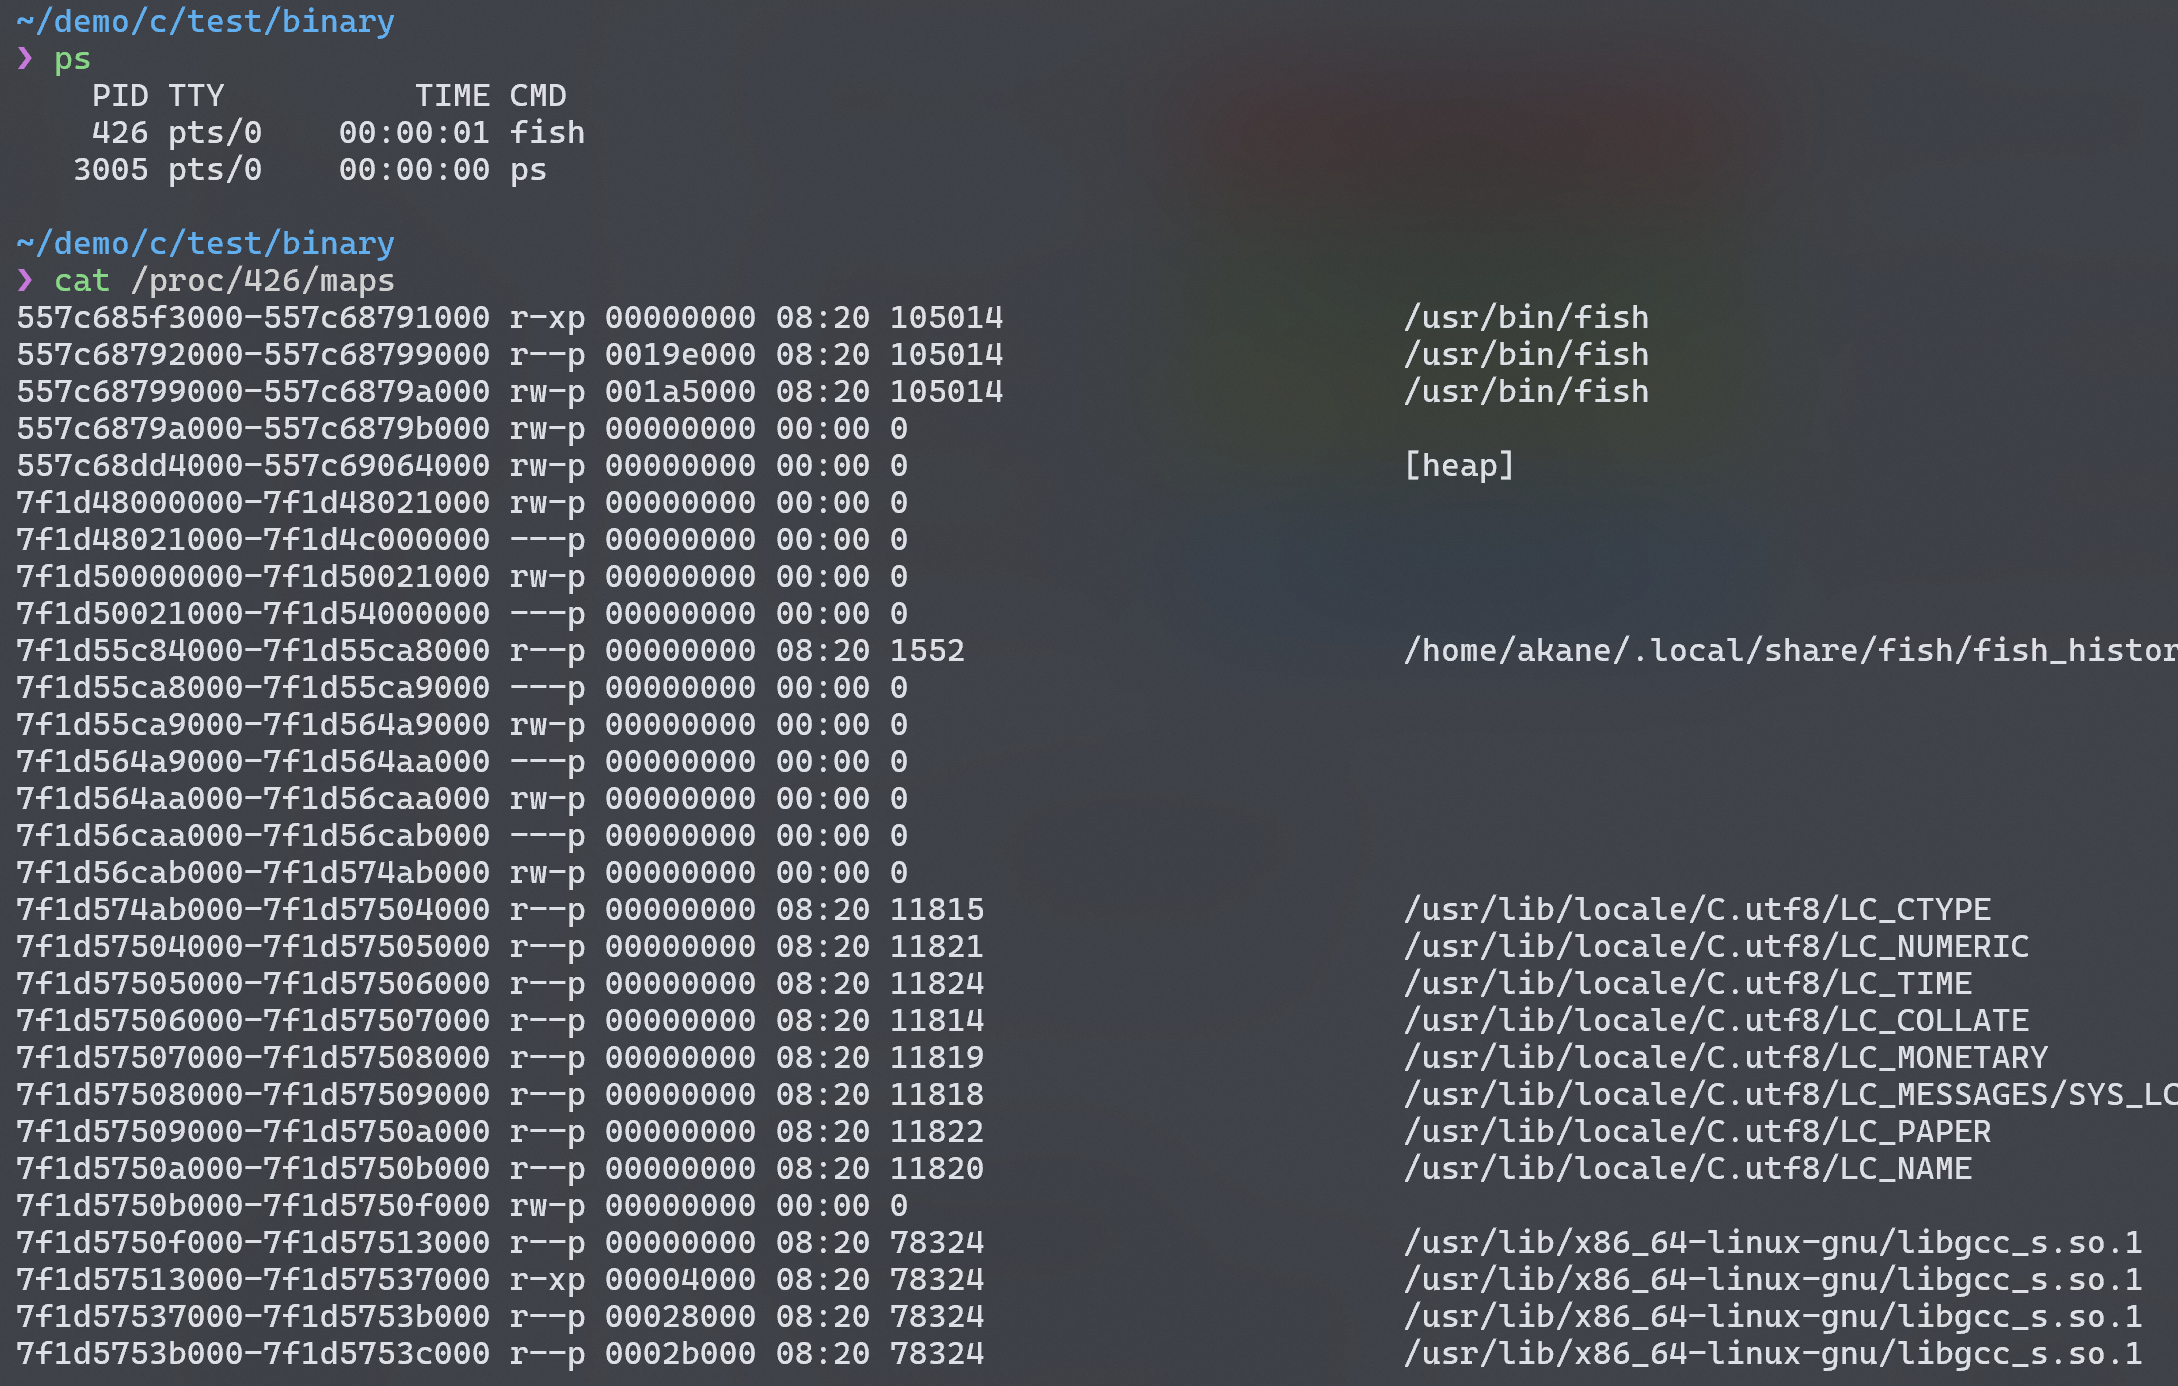 ~/demo/c/test/binary
❯ ps
    PID TTY          TIME CMD
    426 pts/0    00:00:01 fish
   3005 pts/0    00:00:00 ps

~/demo/c/test/binary
❯ cat /proc/426/maps
557c685f3000-557c68791000 r-xp 00000000 08:20 105014                     /usr/bin/fish
557c68792000-557c68799000 r--p 0019e000 08:20 105014                     /usr/bin/fish
557c68799000-557c6879a000 rw-p 001a5000 08:20 105014                     /usr/bin/fish
557c6879a000-557c6879b000 rw-p 00000000 00:00 0
557c68dd4000-557c69064000 rw-p 00000000 00:00 0                          [heap]
7f1d48000000-7f1d48021000 rw-p 00000000 00:00 0
7f1d48021000-7f1d4c000000 ---p 00000000 00:00 0
7f1d50000000-7f1d50021000 rw-p 00000000 00:00 0
7f1d50021000-7f1d54000000 ---p 00000000 00:00 0
7f1d55c84000-7f1d55ca8000 r--p 00000000 08:20 1552                       /home/akane/.local/share/fish/fish_histor
7f1d55ca8000-7f1d55ca9000 ---p 00000000 00:00 0
7f1d55ca9000-7f1d564a9000 rw-p 00000000 00:00 0
7f1d564a9000-7f1d564aa000 ---p 00000000 00:00 0
7f1d564aa000-7f1d56caa000 rw-p 00000000 00:00 0
7f1d56caa000-7f1d56cab000 ---p 00000000 00:00 0
7f1d56cab000-7f1d574ab000 rw-p 00000000 00:00 0
7f1d574ab000-7f1d57504000 r--p 00000000 08:20 11815                      /usr/lib/locale/C.utf8/LC_CTYPE
7f1d57504000-7f1d57505000 r--p 00000000 08:20 11821                      /usr/lib/locale/C.utf8/LC_NUMERIC
7f1d57505000-7f1d57506000 r--p 00000000 08:20 11824                      /usr/lib/locale/C.utf8/LC_TIME
7f1d57506000-7f1d57507000 r--p 00000000 08:20 11814                      /usr/lib/locale/C.utf8/LC_COLLATE
7f1d57507000-7f1d57508000 r--p 00000000 08:20 11819                      /usr/lib/locale/C.utf8/LC_MONETARY
7f1d57508000-7f1d57509000 r--p 00000000 08:20 11818                      /usr/lib/locale/C.utf8/LC_MESSAGES/SYS_LC
7f1d57509000-7f1d5750a000 r--p 00000000 08:20 11822                      /usr/lib/locale/C.utf8/LC_PAPER
7f1d5750a000-7f1d5750b000 r--p 00000000 08:20 11820                      /usr/lib/locale/C.utf8/LC_NAME
7f1d5750b000-7f1d5750f000 rw-p 00000000 00:00 0
7f1d5750f000-7f1d57513000 r--p 00000000 08:20 78324                      /usr/lib/x86_64-linux-gnu/libgcc_s.so.1
7f1d57513000-7f1d57537000 r-xp 00004000 08:20 78324                      /usr/lib/x86_64-linux-gnu/libgcc_s.so.1
7f1d57537000-7f1d5753b000 r--p 00028000 08:20 78324                      /usr/lib/x86_64-linux-gnu/libgcc_s.so.1
7f1d5753b000-7f1d5753c000 r--p 0002b000 08:20 78324                      /usr/lib/x86_64-linux-gnu/libgcc_s.so.1